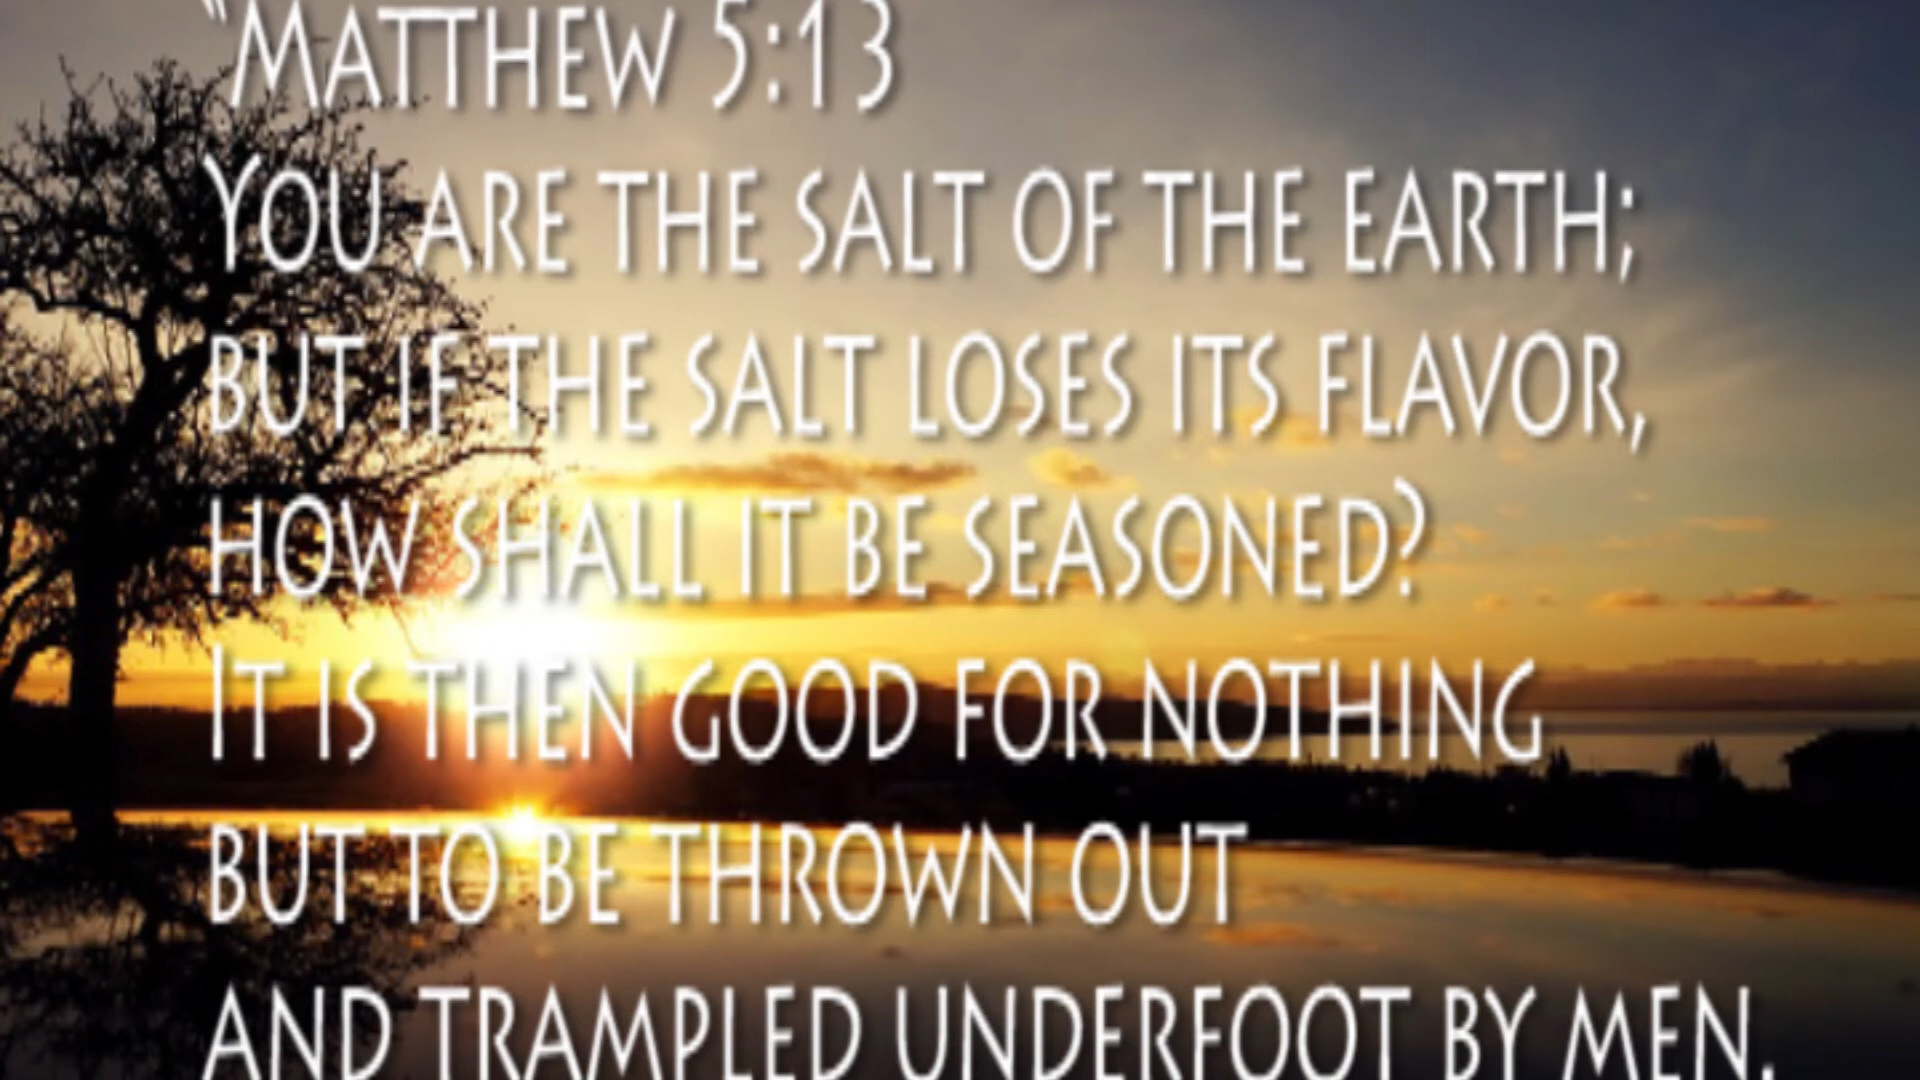 “Matthew 5:13
You are the salt of the earth;
but if the salt loses its flavor,
how shall it be seasoned?
It is then good for nothing
but to be thrown out
and trampled underfoot by men.